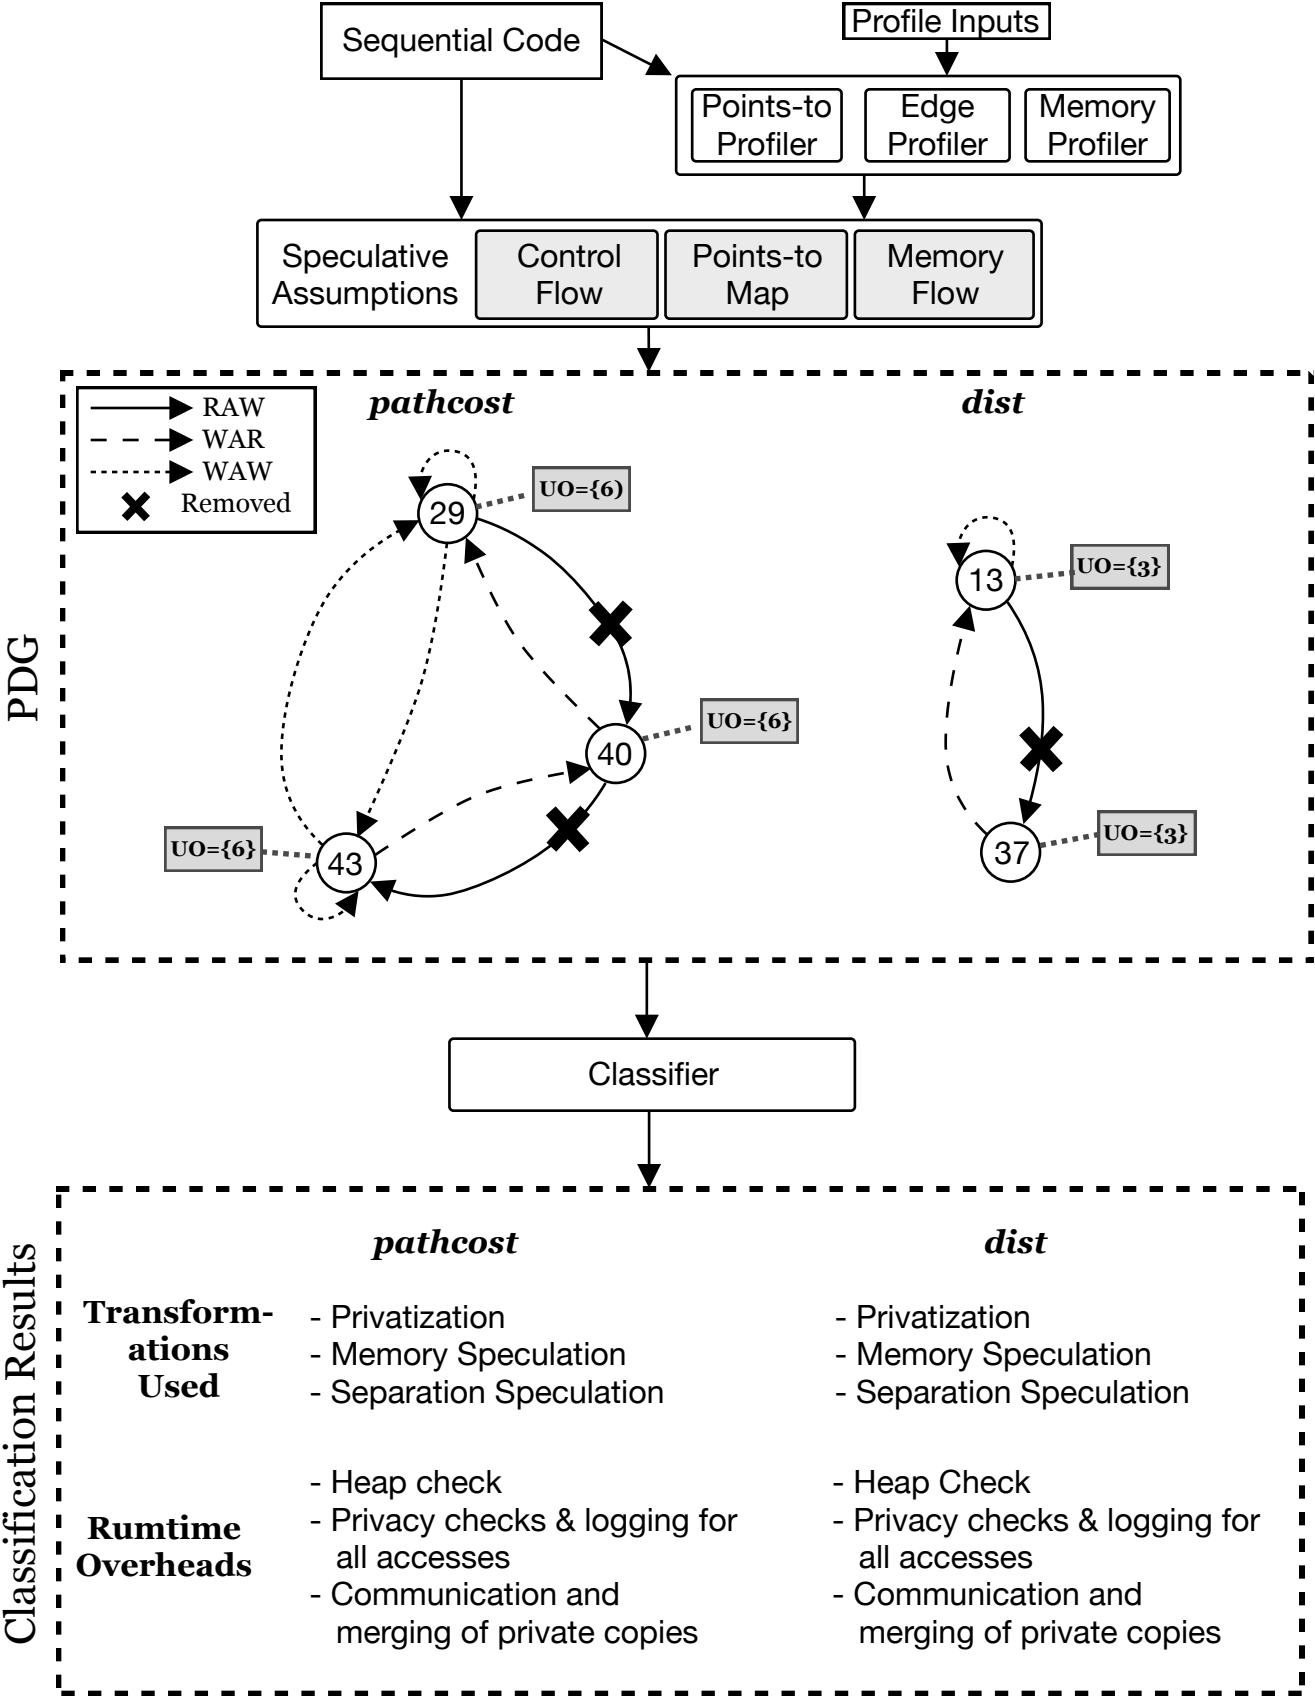 Sequential Code
Profile Inputs
Points-to
Profiler
Edge
Profiler
Memory
Profiler
Speculative
Assumptions
Control
Flow
Points-to
Map
Memory
Flow
PDG
RAW
WAR
WAW
Removed
pathcost
dist
29
UO={6)
13
UO={3}
40
UO={6}
43
UO={6}
37
UO={3}
Classifier
Classification Results
pathcost
dist
Transform-
ations
Used
- Privatization
- Memory Speculation
- Separation Speculation
- Privatization
- Memory Speculation
- Separation Speculation
Rumtime
Overheads
- Heap check
- Privacy checks & logging for
all accesses
- Communication and
merging of private copies
- Heap Check
- Privacy checks & logging for
all accesses
- Communication and
merging of private copies